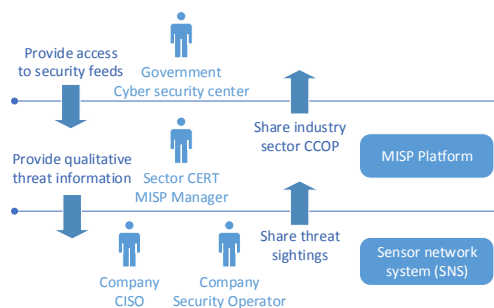 Provide access
to security feeds
Government
Cyber security center
Share industry
sector CCOP
MISP Platform
Provide qualitative
threat information
Sector CERT
MISP Manager
Share threat
sightings
Sensor network
system (SNS)
Company
CISO
Company
Security Operator